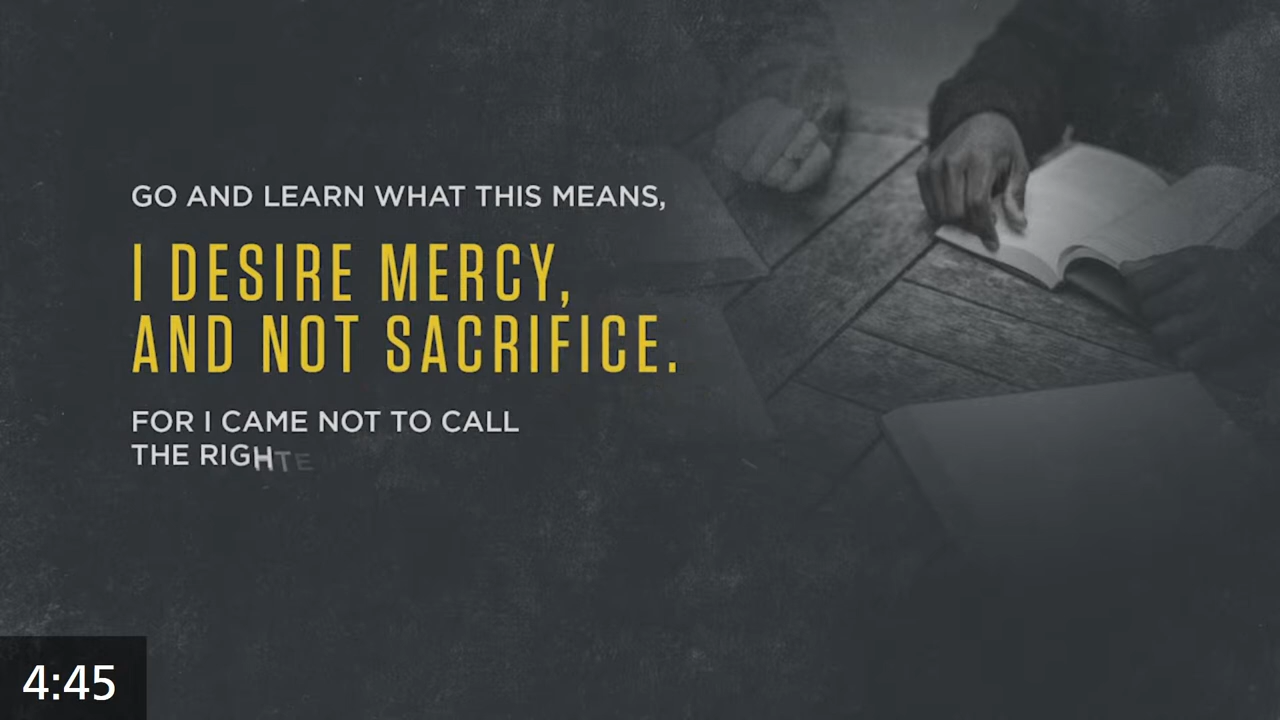 GO AND LEARN WHAT THIS MEANS,
I DESIRE MERCY,
AND NOT SACRIFICE.
FOR I CAME NOT TO CALL
THE RIGHTE
4:45